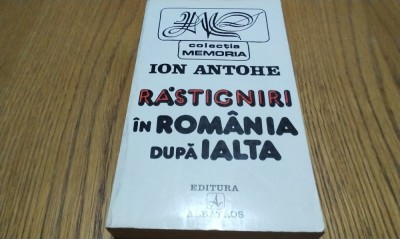 colecția
MEMORIA
ION ANTOHE
RĂSTIGNIRI
ÎN ROMÂNIA
DUPĂ IALTA
EDITURA
ALBATROS